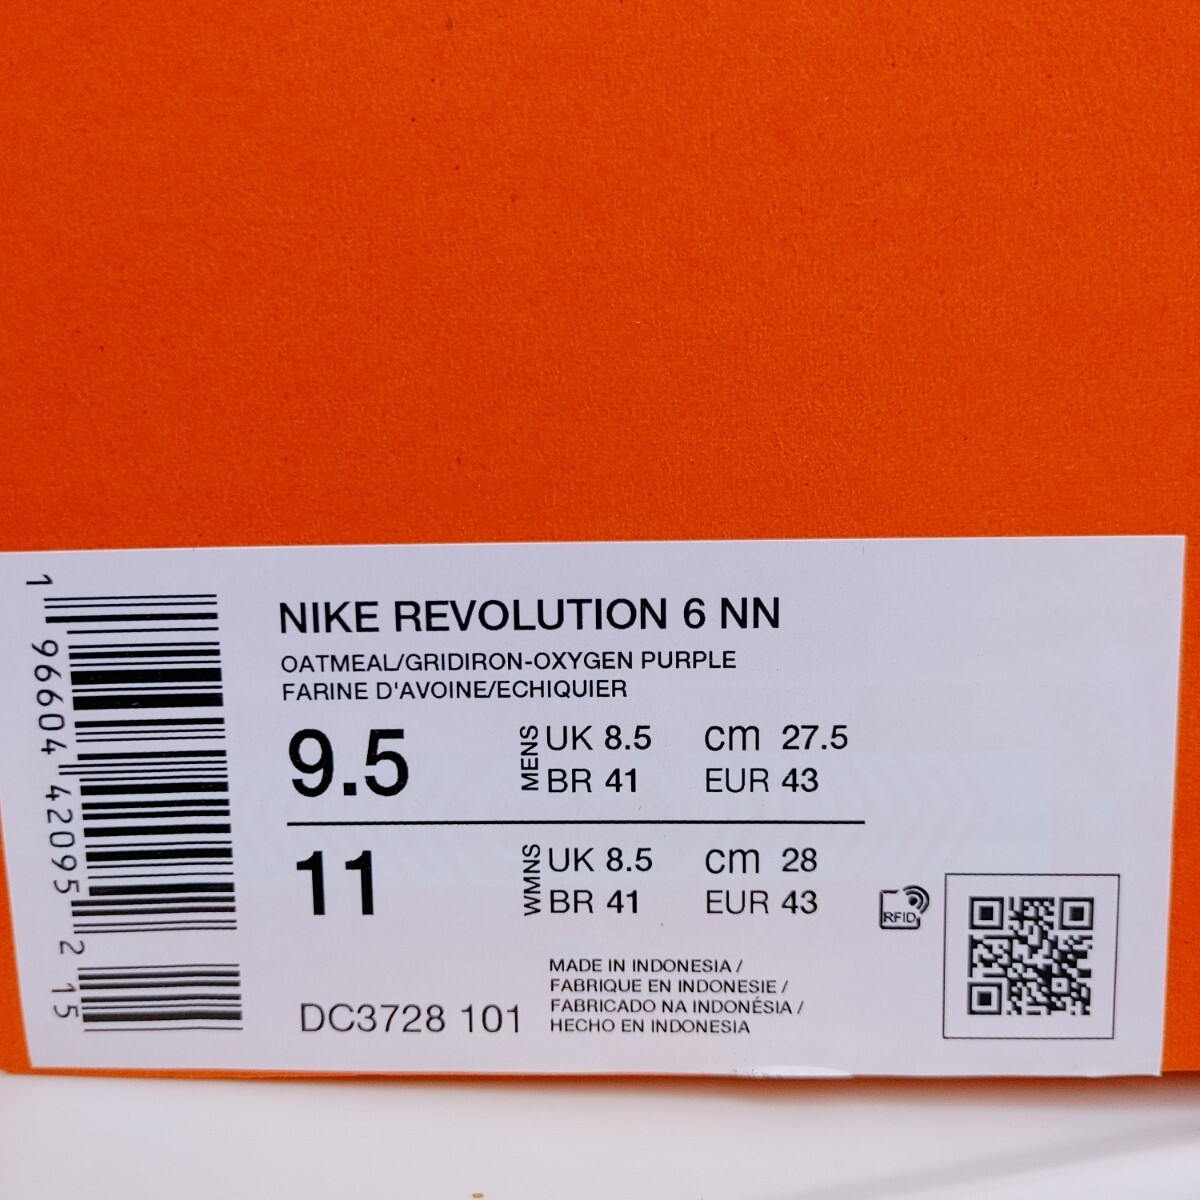 1 96604 42095 2 15
NIKE REVOLUTION 6 NN
OATMEAL/GRIDIRON-OXYGEN PURPLE
FARINE D'AVOINE/ECHIQUIER
9.5 MENS UK 8.5 cm 27.5
BR 41 EUR 43
11 WMNS UK 8.5 cm 28
BR 41 EUR 43
RFID
MADE IN INDONESIA /
FABRIQUE EN INDONESIE /
FABRICADO NA INDONÉSIA /
HECHO EN INDONESIA
DC3728 101